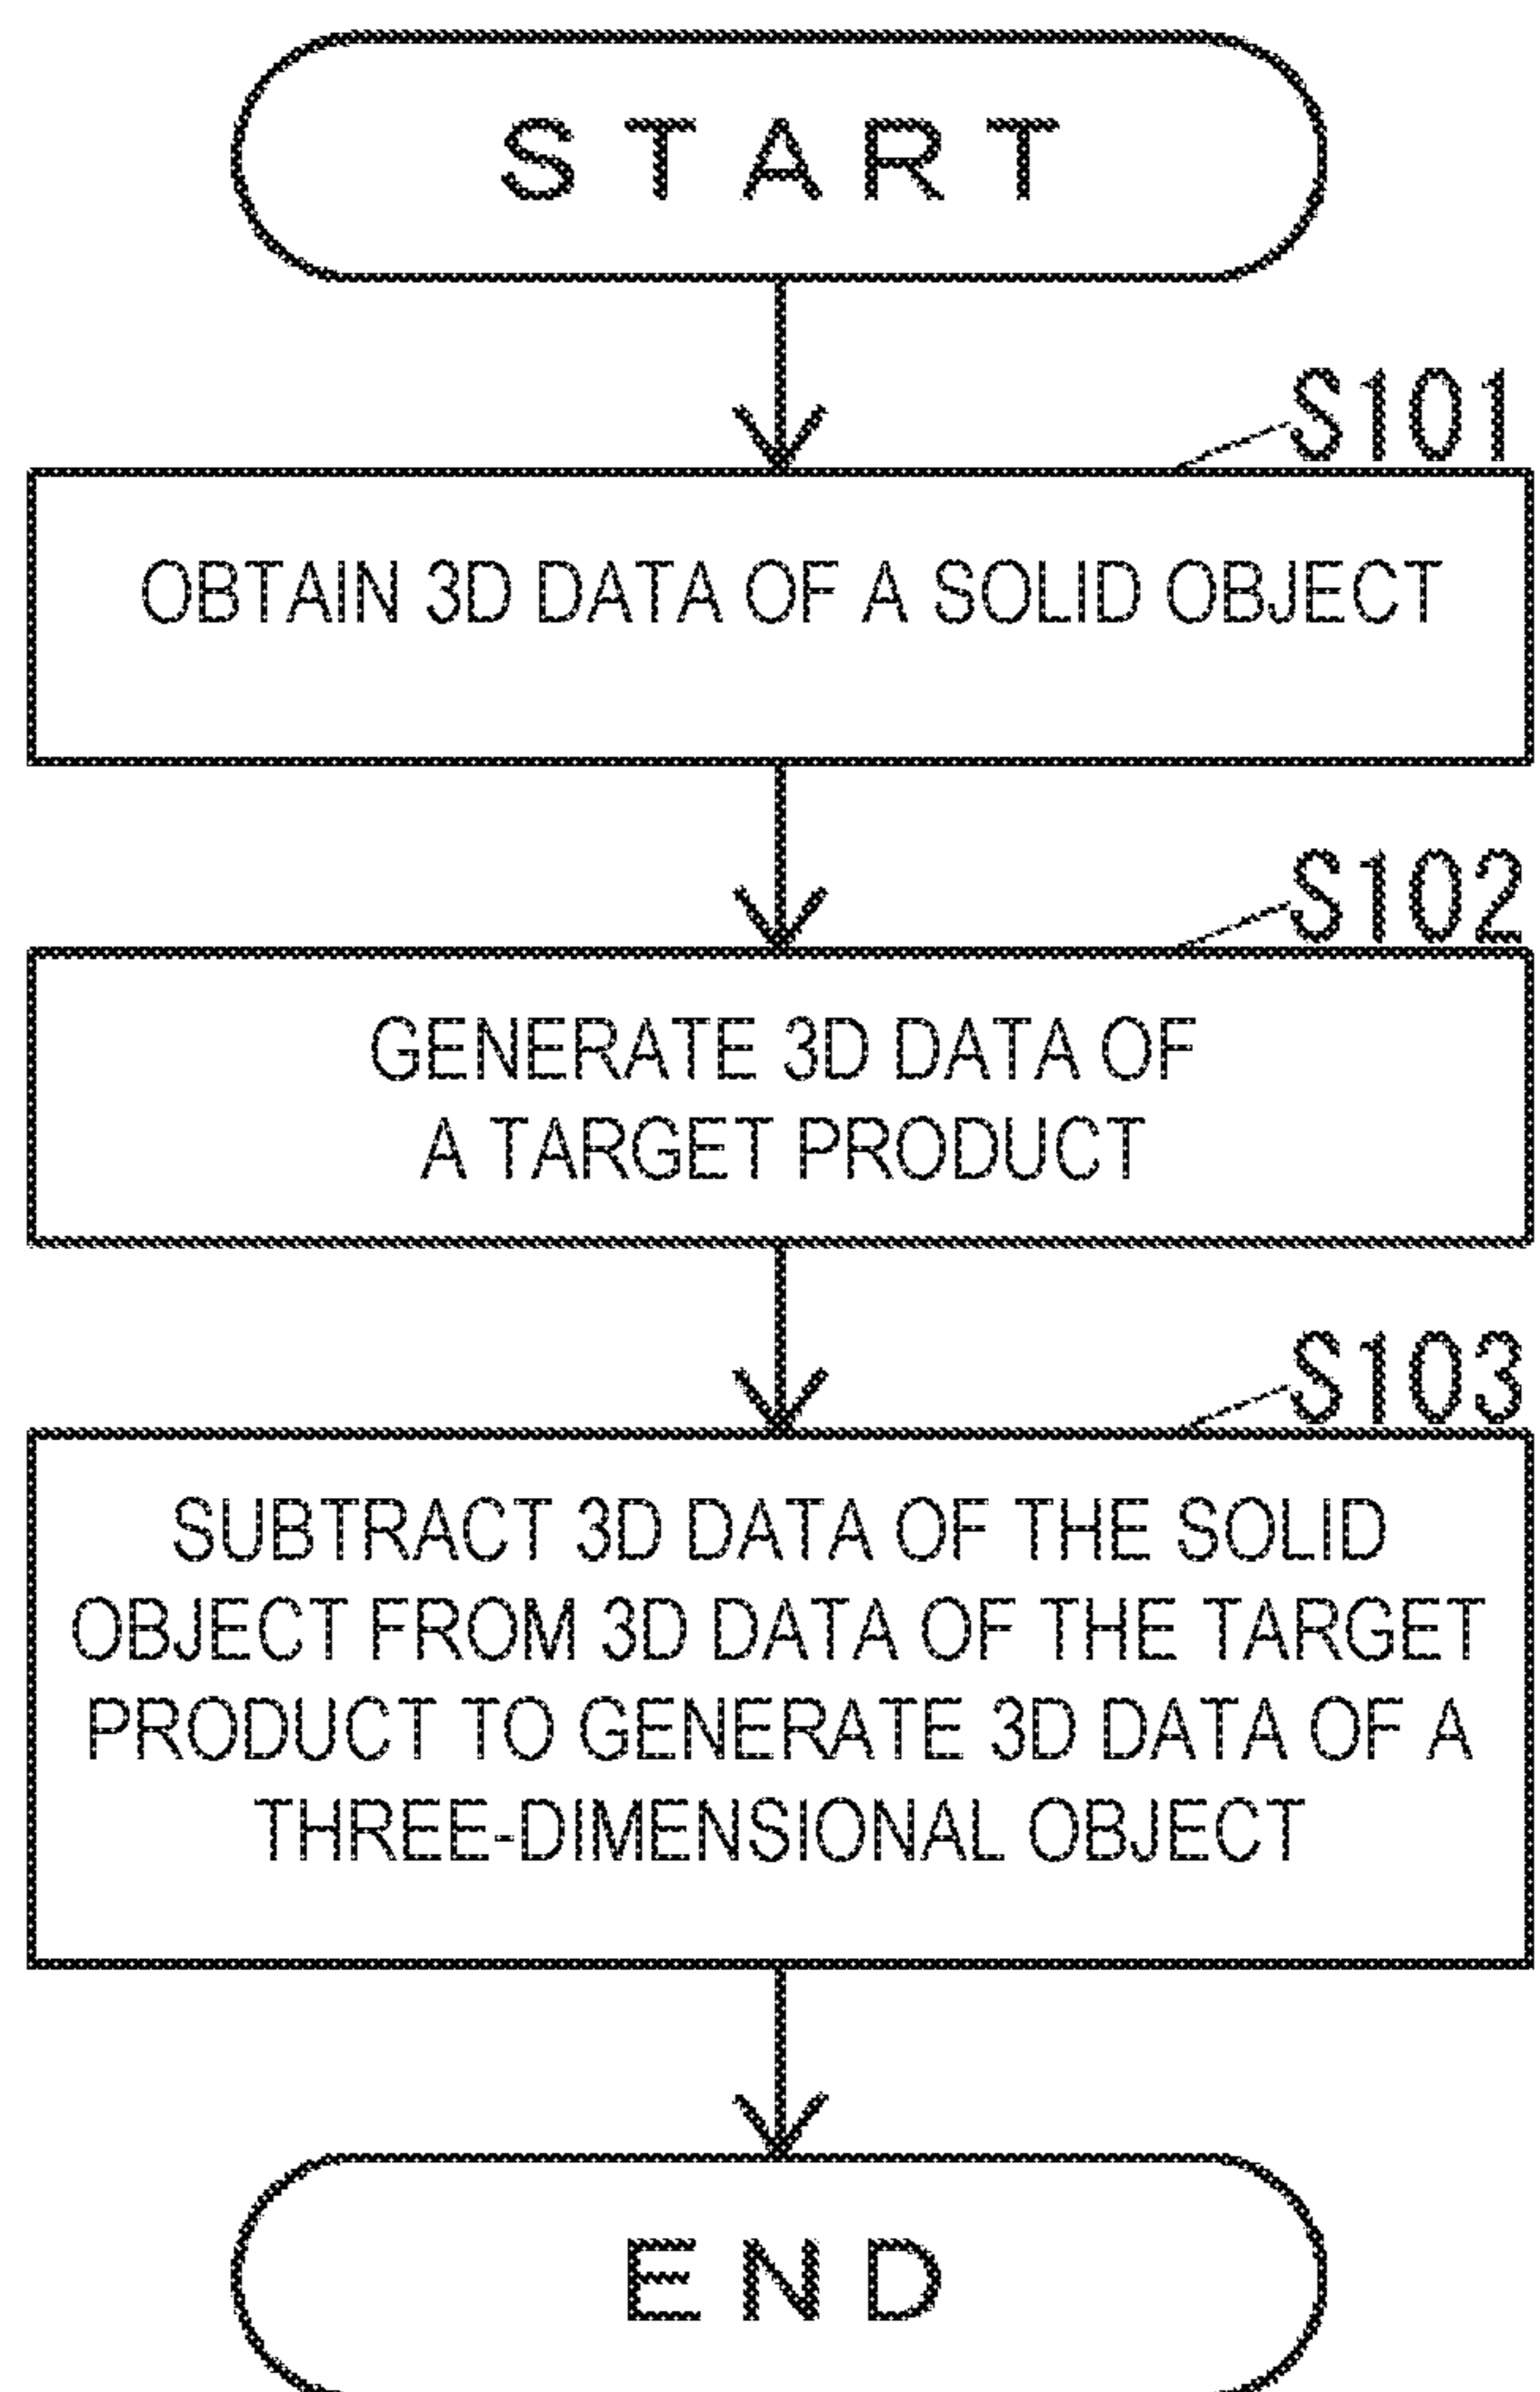 START
S101
OBTAIN 3D DATA OF A SOLID OBJECT
S102
GENERATE 3D DATA OF
A TARGET PRODUCT
S103
SUBTRACT 3D DATA OF THE SOLID
OBJECT FROM 3D DATA OF THE TARGET
PRODUCT TO GENERATE 3D DATA OF A
THREE-DIMENSIONAL OBJECT
END